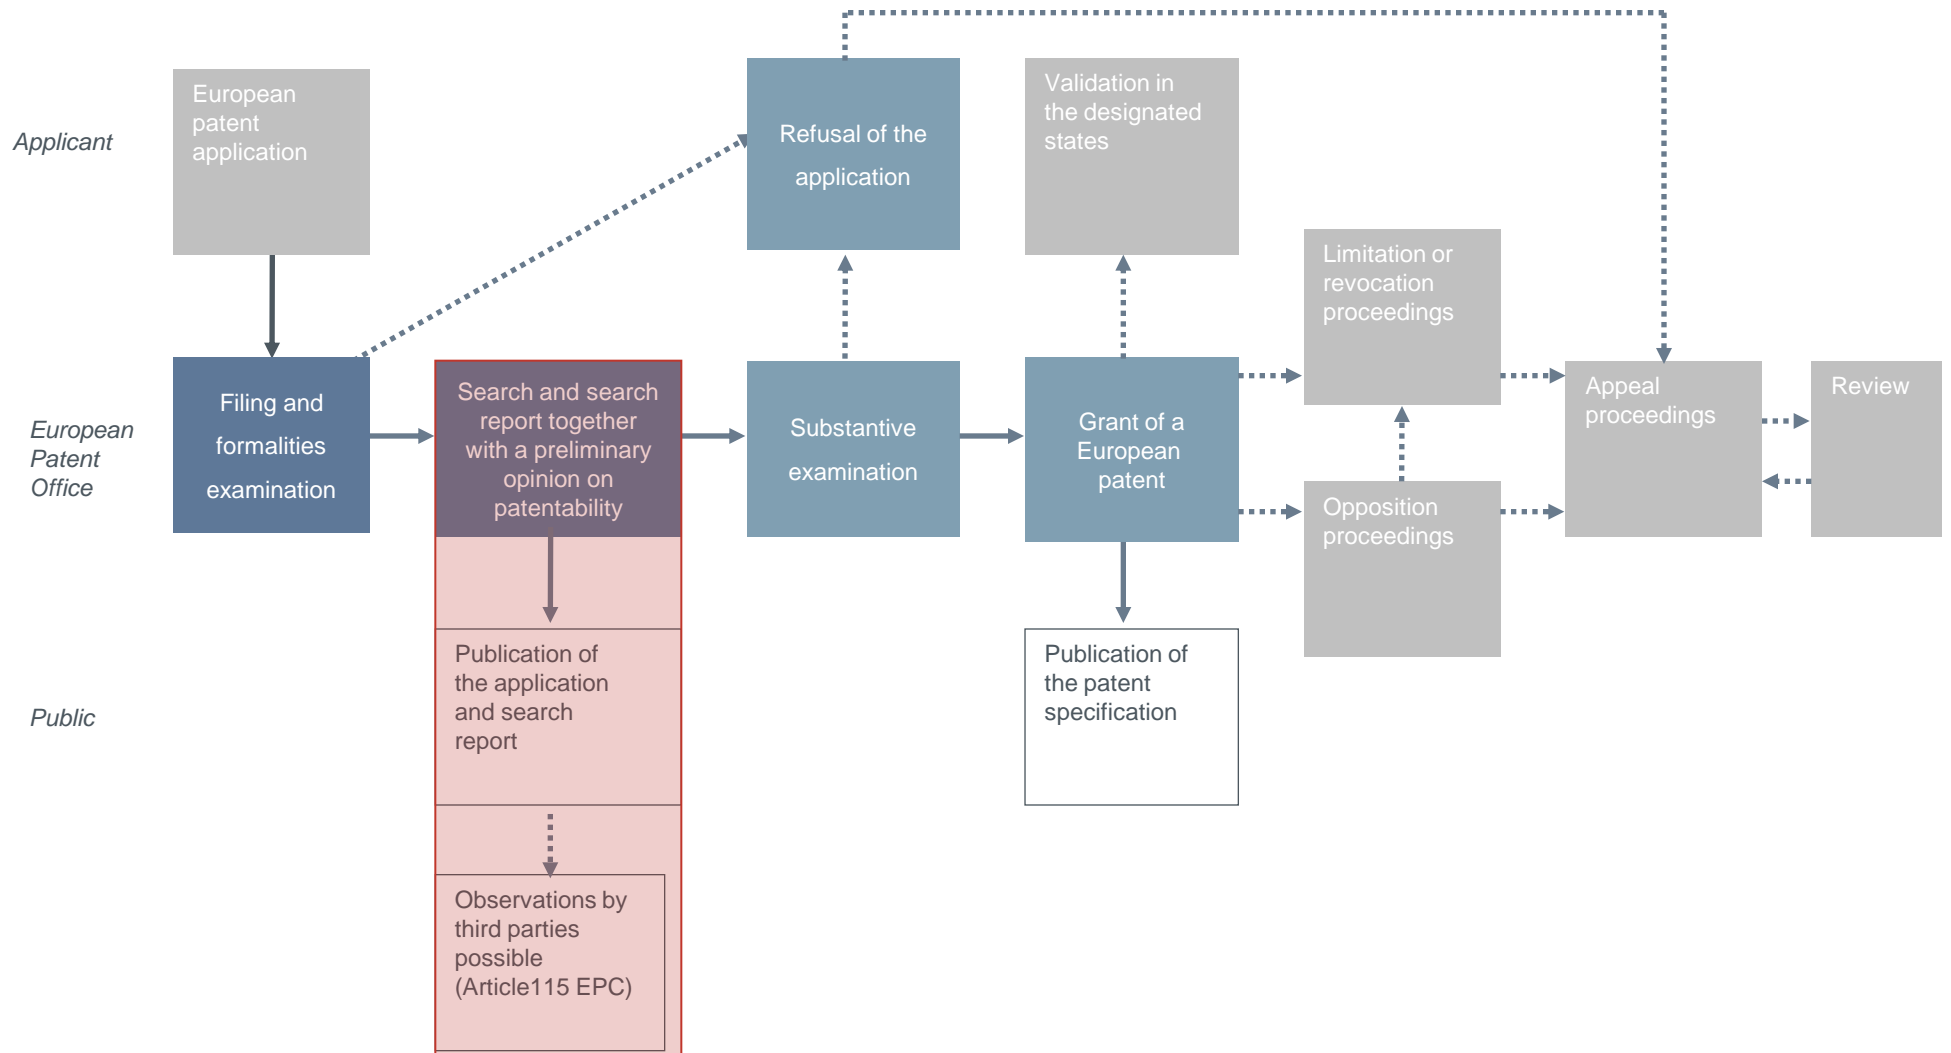 Applicant
European
patent
application
Refusal of the
application
Validation in
the designated
states
Limitation or
revocation
proceedings
European
Patent
Office
Filing and
formalities
examination
Search and search
report together
with a preliminary
opinion on
patentability
Substantive
examination
Grant of a
European
patent
Opposition
proceedings
Appeal
proceedings
Review
Public
Publication of
the application
and search
report
Publication of
the patent
specification
Observations by
third parties
possible
(Article115 EPC)